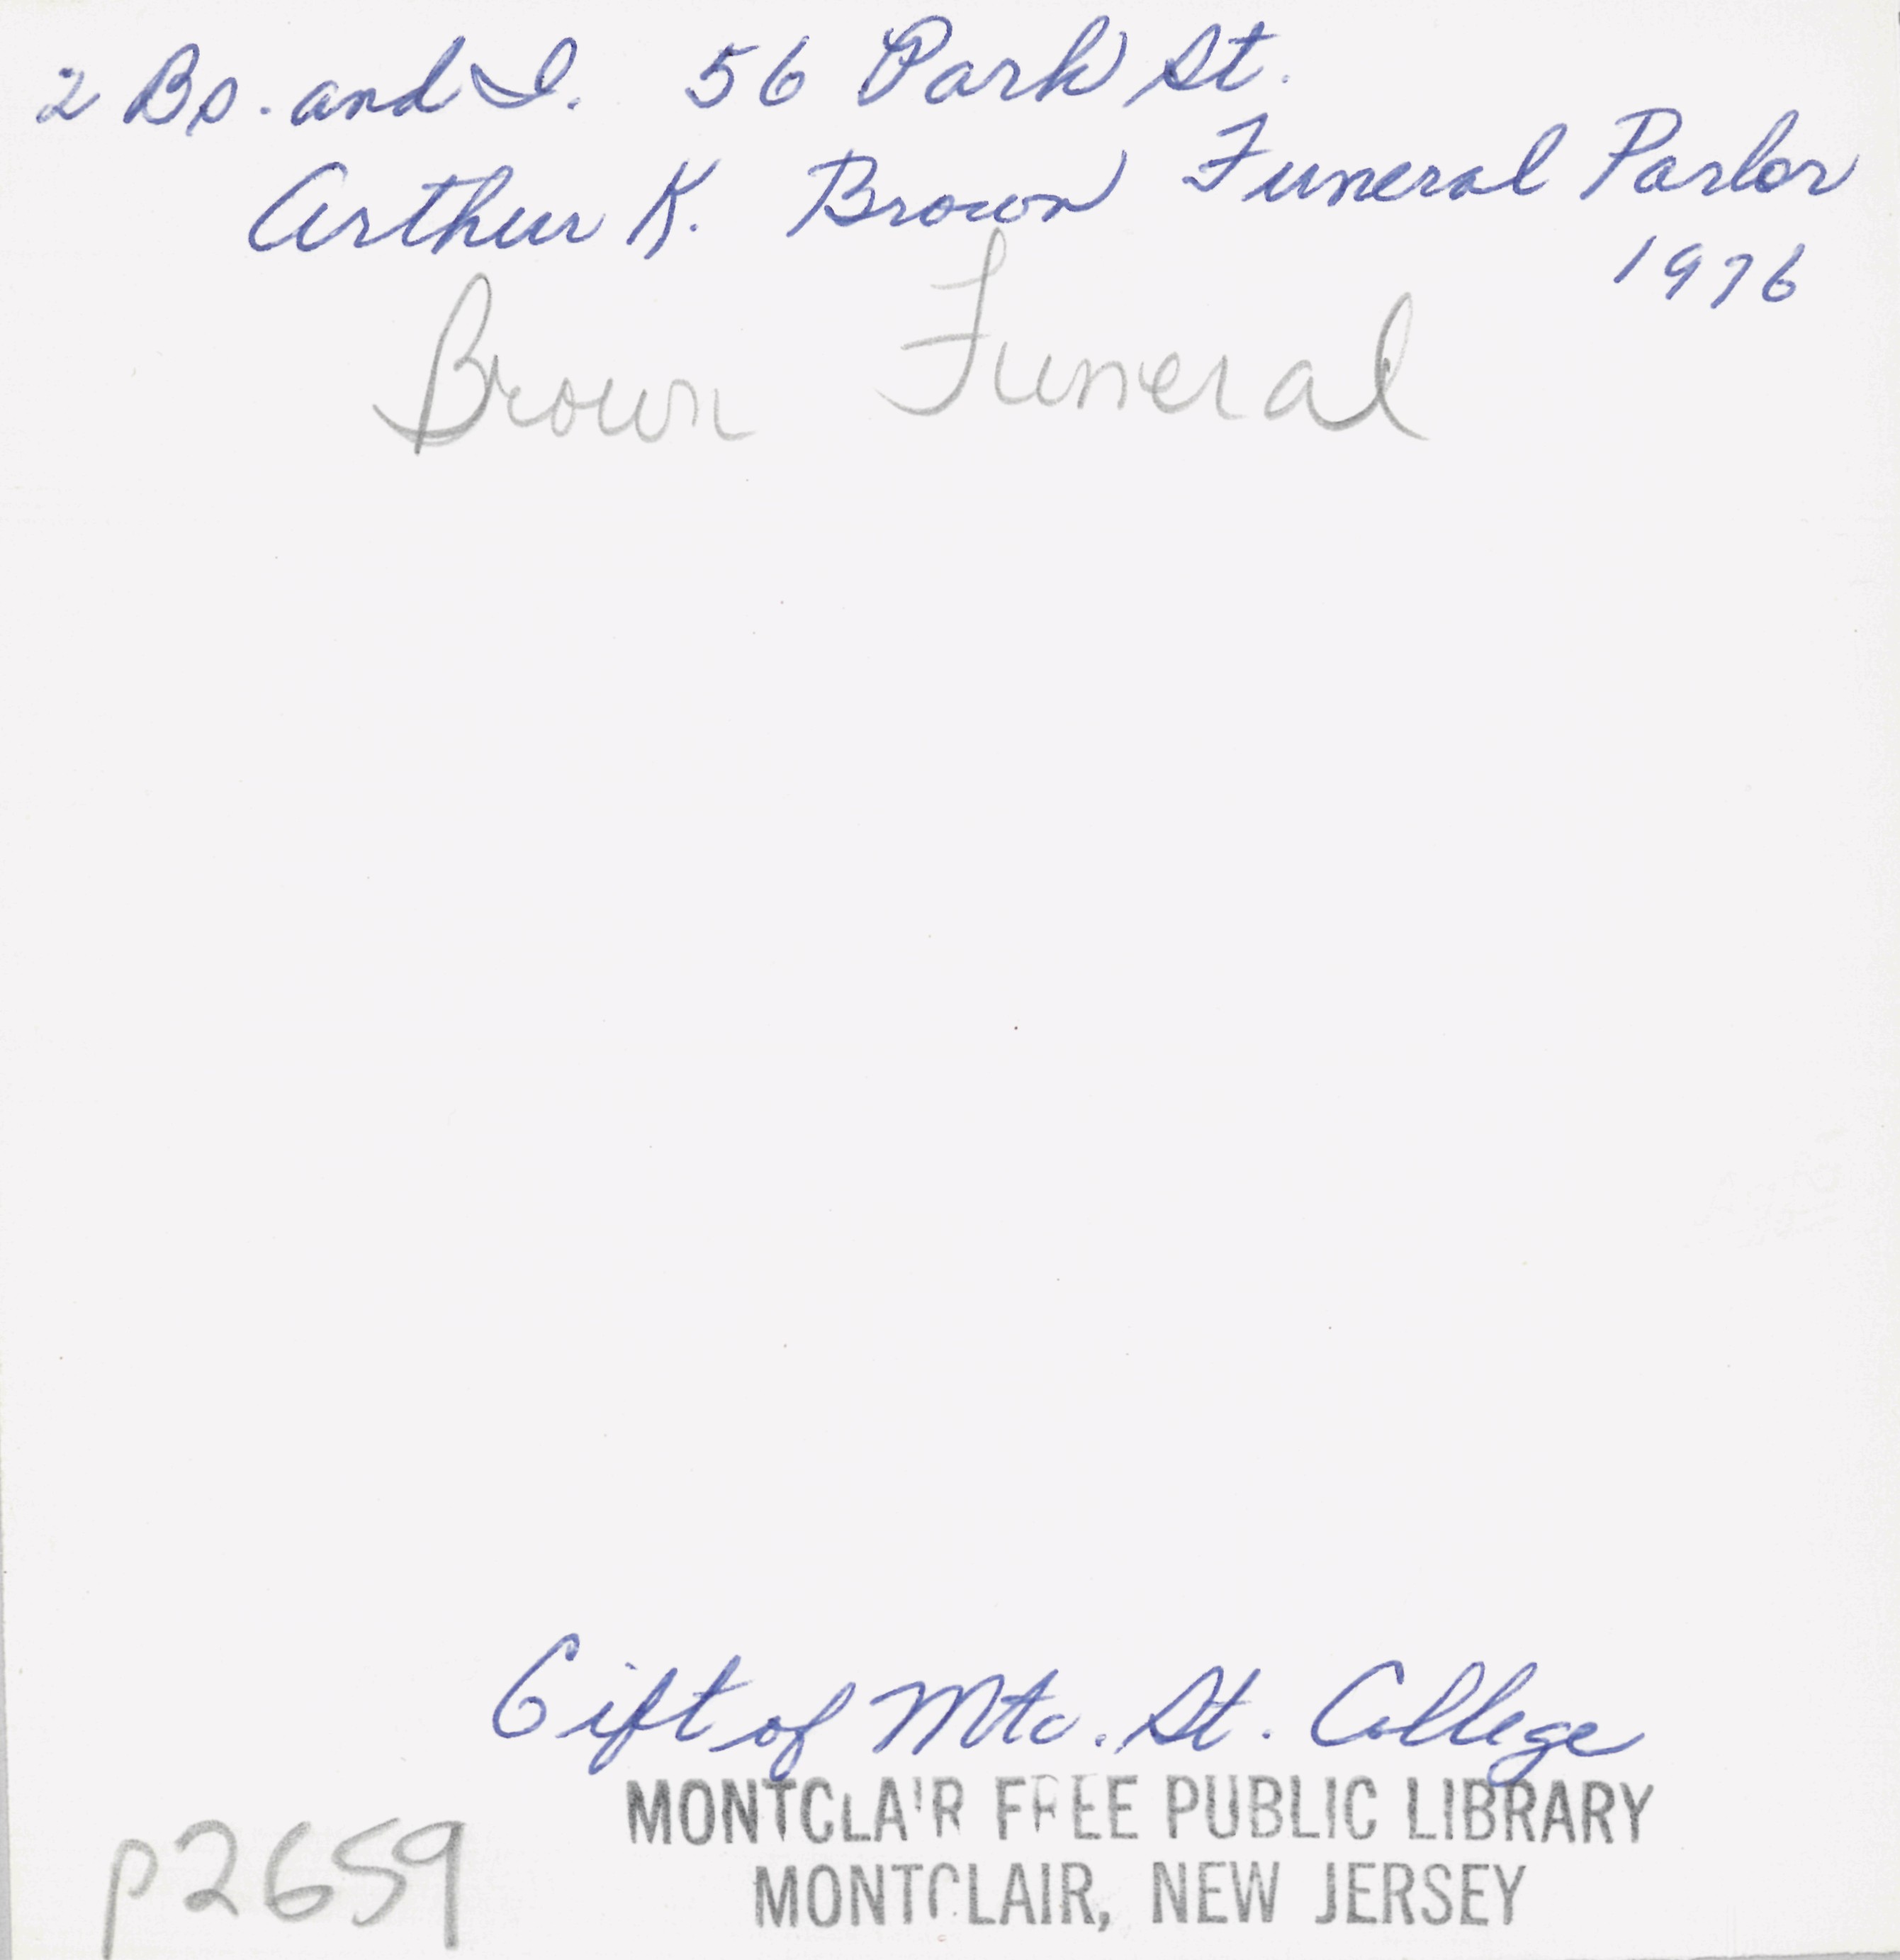 2 Bs. and I. 56 Park St.
Arthur K. Brown Funeral Parlor
1976
Brown Funeral
Gift of Mtc. St. College
MONTCLAIR FREE PUBLIC LIBRARY
MONTCLAIR, NEW JERSEY
p2659